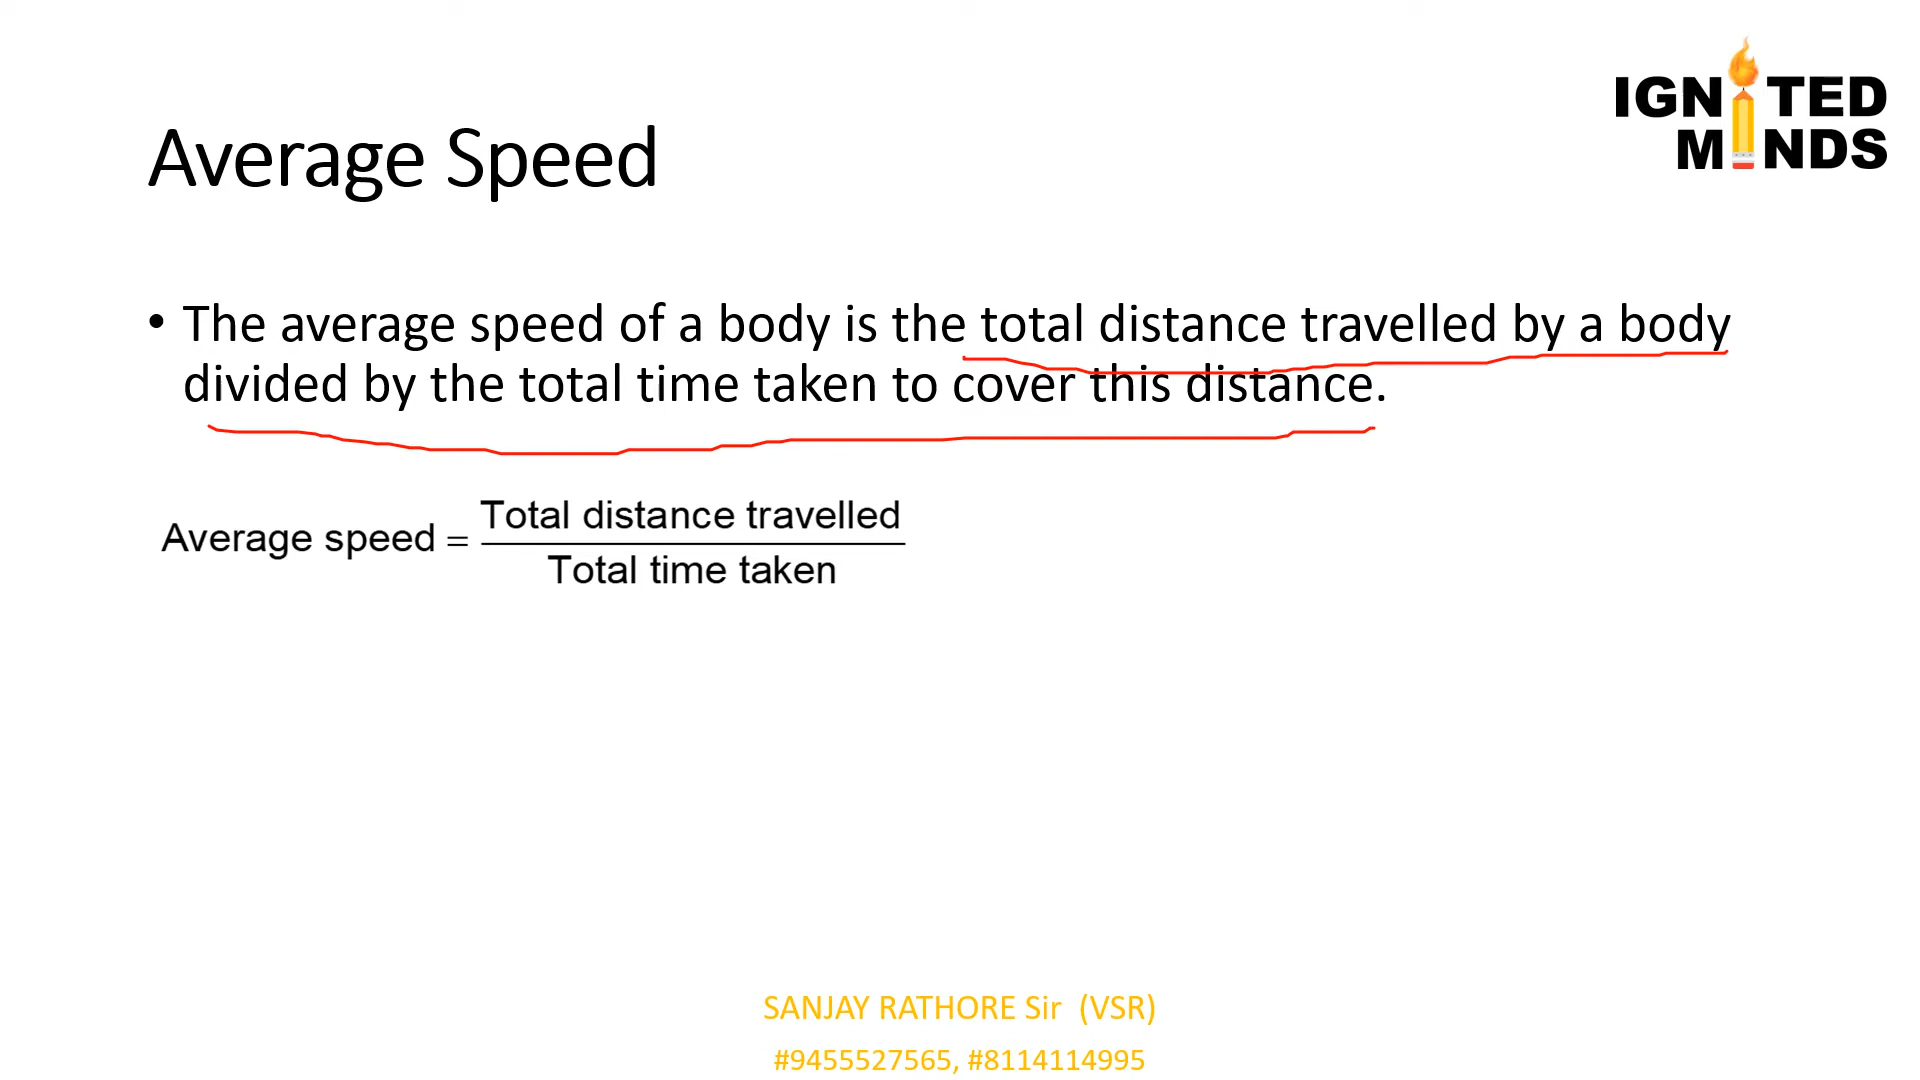 IGNITED
MINDS
Average Speed
• The average speed of a body is the total distance travelled by a body
divided by the total time taken to cover this distance.
Average speed = Total distance travelled
Total time taken
SANJAY RATHORE Sir (VSR)
#9455527565, #8114114995